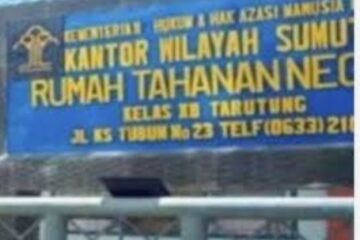 KEMENTERIAN HUKUM & HAK AZASI MANUSIA
KANTOR WILAYAH SUMUT
RUMAH TAHANAN NEG
KELAS IIB TARUTUNG
JL KS TUBUN No 23 TELF (0633) 21